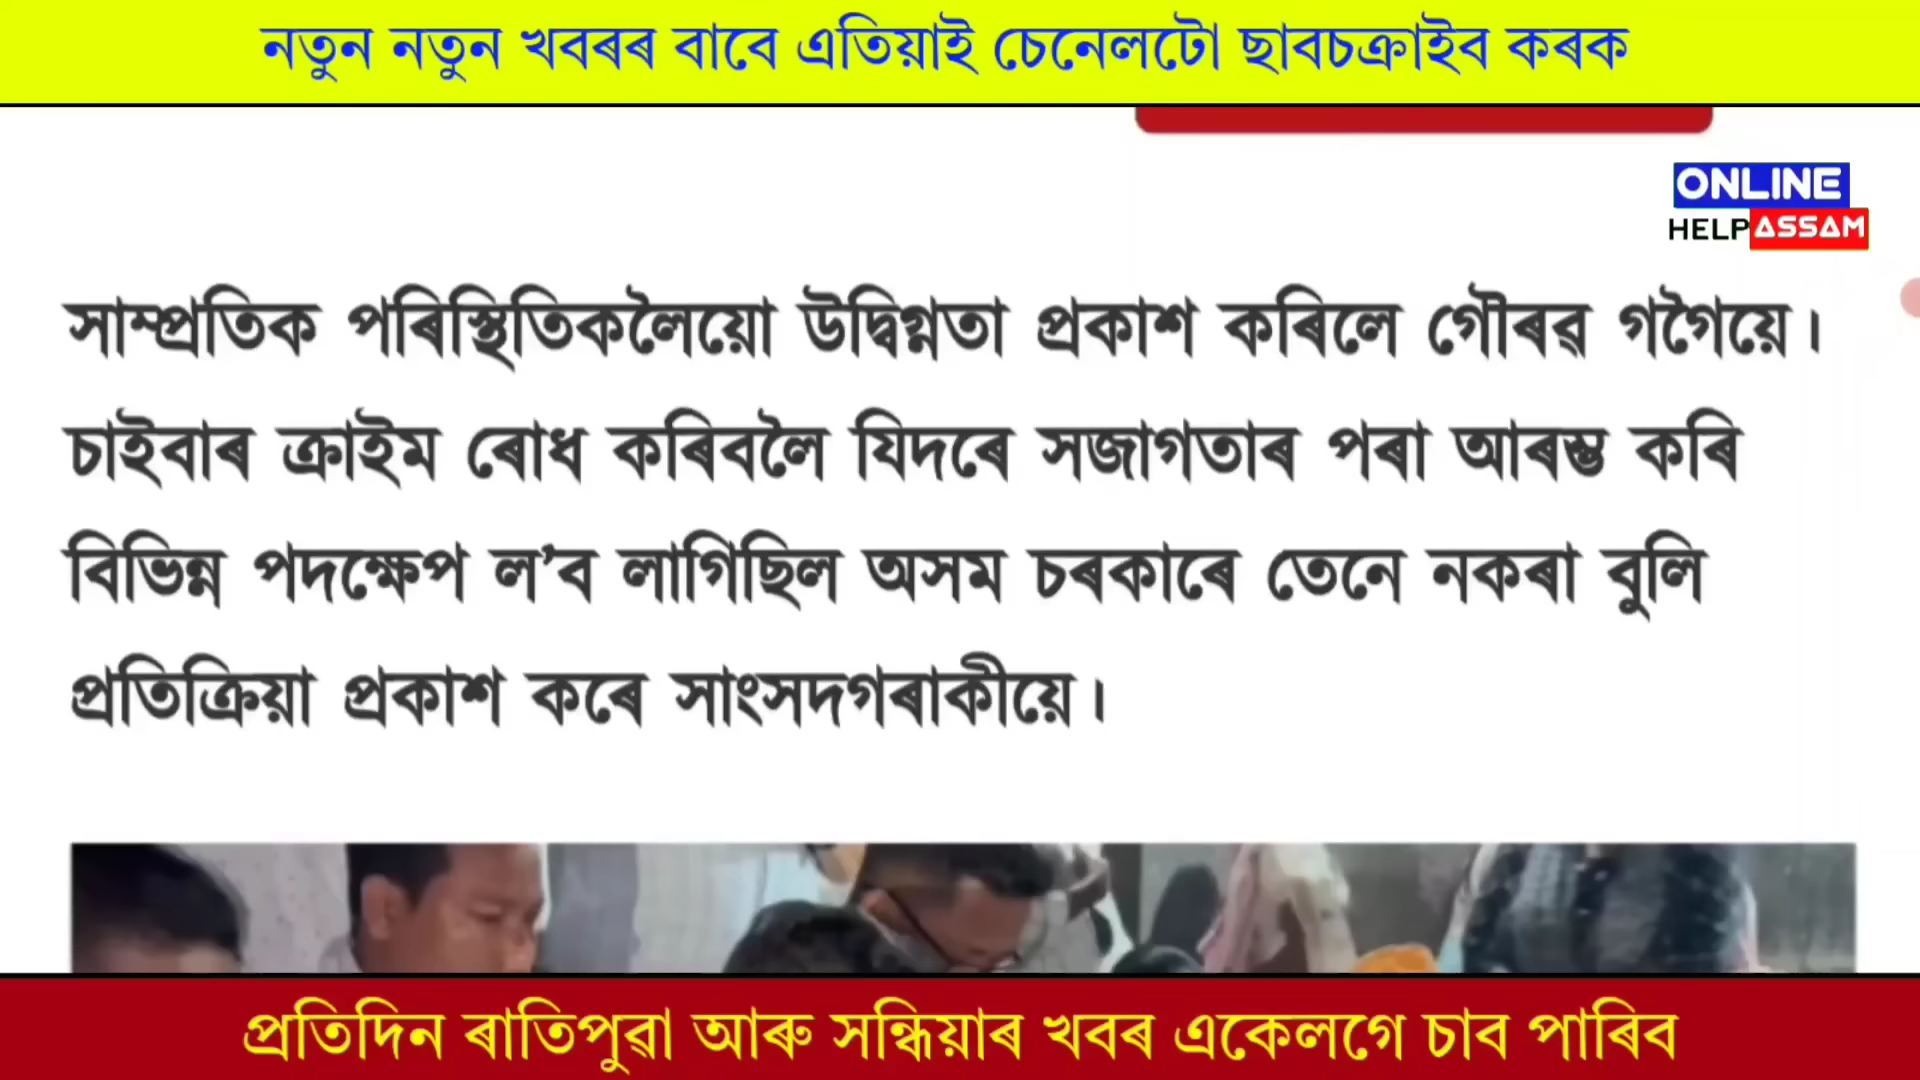 নতুন নতুন খবৰৰ বাবে এতিয়াই চেনেলটো ছাবচক্ৰাইব কৰক
ONLINE
HELP ASSAM
সাম্প্ৰতিক পৰিস্থিতিকলৈয়ো উদ্বিগ্নতা প্ৰকাশ কৰিলে গৌৰৱ গগৈয়ে।
চাইবাৰ ক্ৰাইম ৰোধ কৰিবলৈ যিদৰে সজাগতাৰ পৰা আৰম্ভ কৰি
বিভিন্ন পদক্ষেপ ল’ব লাগিছিল অসম চৰকাৰে তেনে নকৰা বুলি
প্ৰতিক্ৰিয়া প্ৰকাশ কৰে সাংসদগৰাকীয়ে।
প্ৰতিদিন ৰাতিপুৱা আৰু সন্ধিয়াৰ খবৰ একেলগে চাব পাৰিব